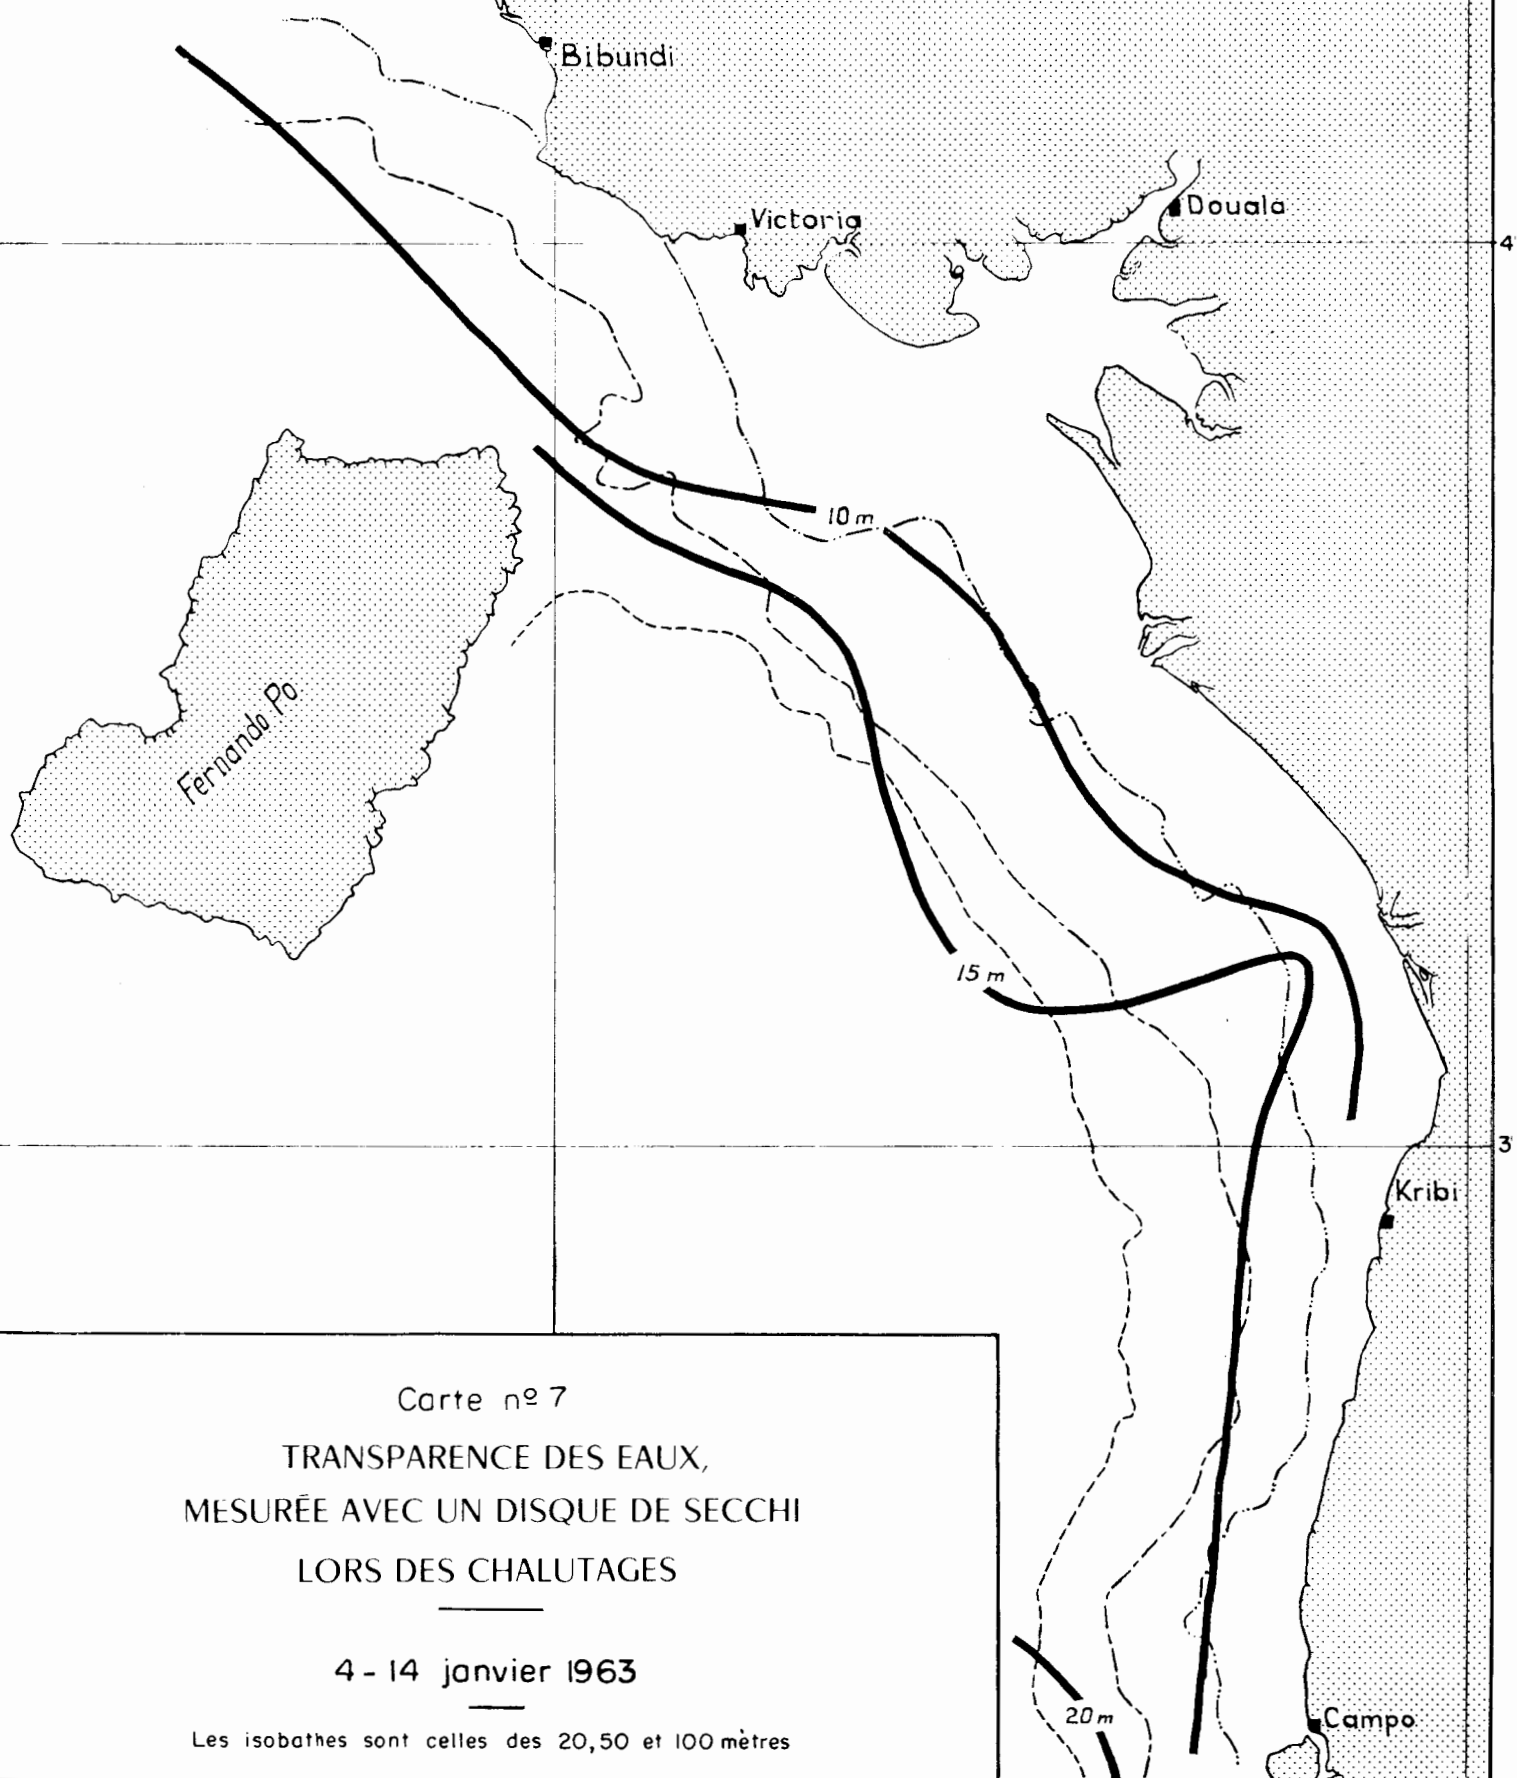 Bibundi
Victoria
Douala
4°
10 m
Fernando Po
15 m
3°
Kribi
Carte nº 7
TRANSPARENCE DES EAUX,
MESURÉE AVEC UN DISQUE DE SECCHI
LORS DES CHALUTAGES
4 - 14 janvier 1963
Les isobathes sont celles des 20,50 et 100 mètres
20 m
Campo